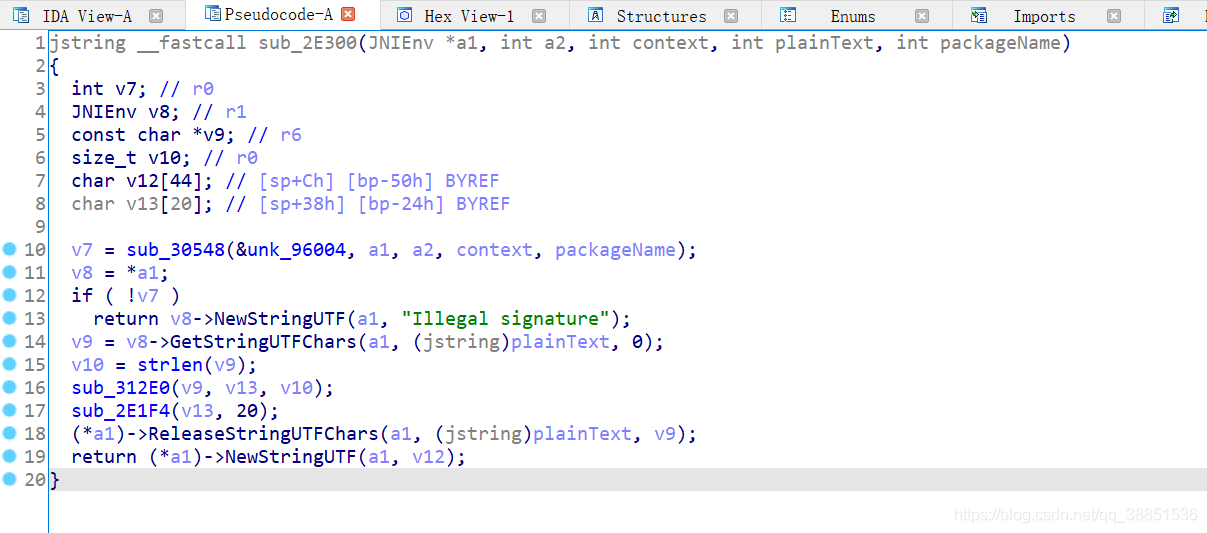 IDA View-A Pseudocode-A Hex View-1 Structures Enums Imports
1 jstring __fastcall sub_2E300(JNIEnv *a1, int a2, int context, int plainText, int packageName)
2 {
3   int v7; // r0
4   JNIEnv v8; // r1
5   const char *v9; // r6
6   size_t v10; // r0
7   char v12[44]; // [sp+Ch] [bp-50h] BYREF
8   char v13[20]; // [sp+38h] [bp-24h] BYREF
9
10   v7 = sub_30548(&unk_96004, a1, a2, context, packageName);
11   v8 = *a1;
12   if ( !v7 )
13     return v8->NewStringUTF(a1, "Illegal signature");
14   v9 = v8->GetStringUTFChars(a1, (jstring)plainText, 0);
15   v10 = strlen(v9);
16   sub_312E0(v9, v13, v10);
17   sub_2E1F4(v13, 20);
18   (*a1)->ReleaseStringUTFChars(a1, (jstring)plainText, v9);
19   return (*a1)->NewStringUTF(a1, v12);
20 }
https://blog.csdn.net/qq_38851536